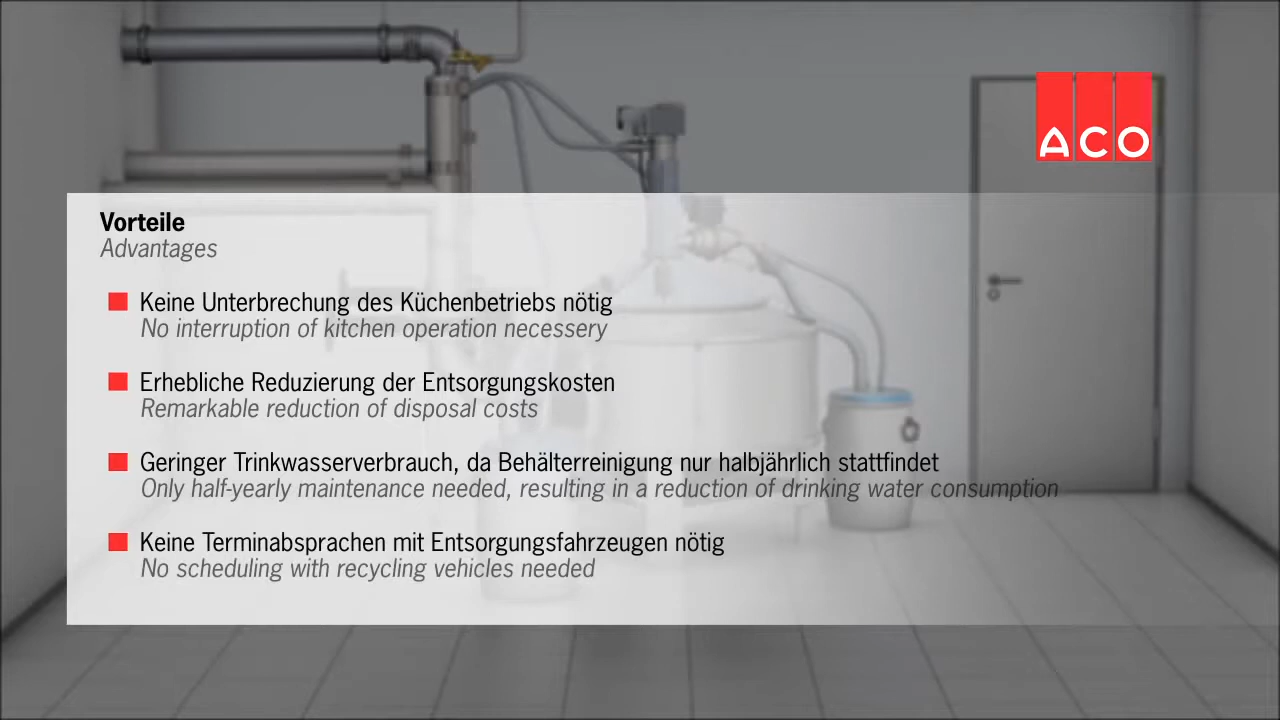 ACO
Vorteile
Advantages
Keine Unterbrechung des Küchenbetriebs nötig
No interruption of kitchen operation necessery
Erhebliche Reduzierung der Entsorgungskosten
Remarkable reduction of disposal costs
Geringer Trinkwasserverbrauch, da Behälterreinigung nur halbjährlich stattfindet
Only half-yearly maintenance needed, resulting in a reduction of drinking water consumption
Keine Terminabsprachen mit Entsorgungsfahrzeugen nötig
No scheduling with recycling vehicles needed